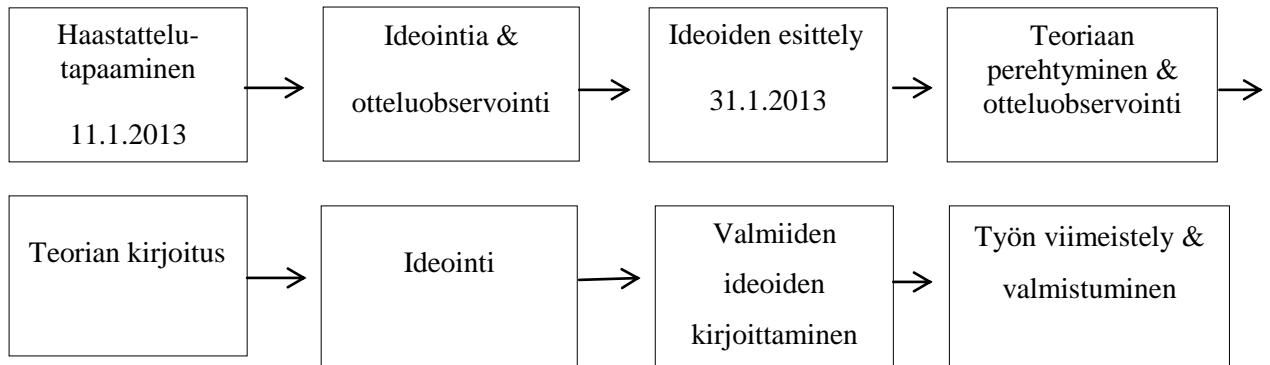 Haastattelu-
tapaaminen
11.1.2013
Ideointia &
otteluobservointi
Ideoiden esittely
31.1.2013
Teoriaan
perehtyminen &
otteluobservointi
Teorian kirjoitus
Ideointi
Valmiiden
ideoiden
kirjoittaminen
Työn viimeistely &
valmistuminen